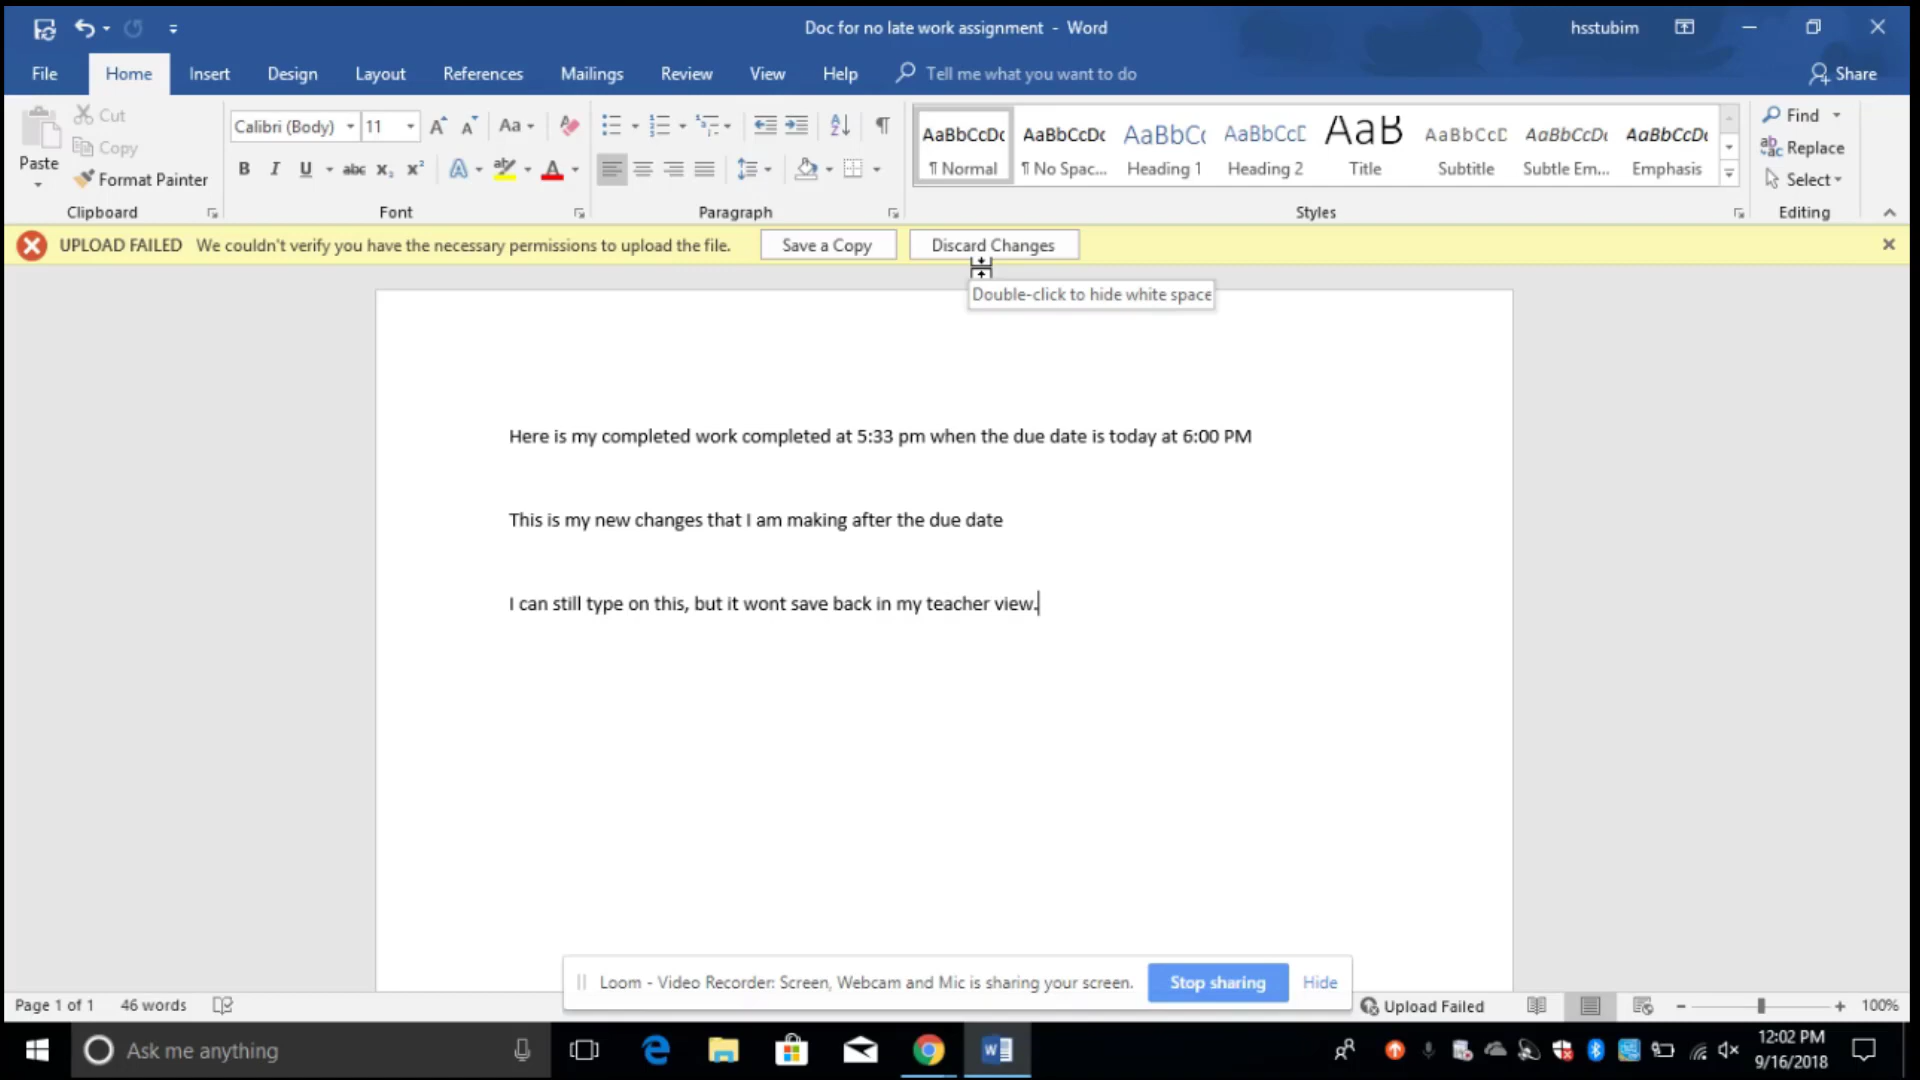 Doc for no late work assignment - Word
hsstubim
File Home Insert Design Layout References Mailings Review View Help Tell me what you want to do Share
Paste
Cut
Copy
Format Painter
Clipboard
Calibri (Body) 11
Aa
B I U abc x₂ x²
A
Font
Paragraph
AaBbCcDc AaBbCcDc AaBbC AaBbCcD AaB AaBbCcD AaBbCcDc AaBbCcDc
¶ Normal ¶ No Spac... Heading 1 Heading 2 Title Subtitle Subtle Em... Emphasis
Styles
Find
Replace
Select
Editing
UPLOAD FAILED We couldn't verify you have the necessary permissions to upload the file. Save a Copy Discard Changes
Double-click to hide white space
Here is my completed work completed at 5:33 pm when the due date is today at 6:00 PM
This is my new changes that I am making after the due date
I can still type on this, but it wont save back in my teacher view.
Loom - Video Recorder: Screen, Webcam and Mic is sharing your screen. Stop sharing Hide
Page 1 of 1 46 words
Upload Failed
100%
Ask me anything
12:02 PM
9/16/2018